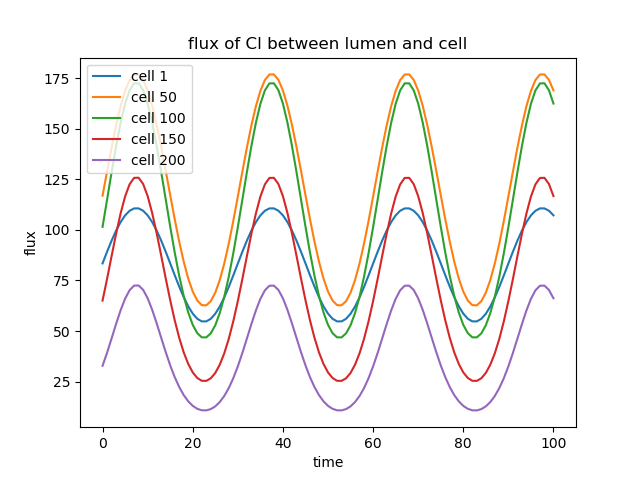 flux of Cl between lumen and cell
cell 1
cell 50
cell 100
cell 150
cell 200
175
150
125
100
75
50
25
flux
0 20 40 60 80 100
time